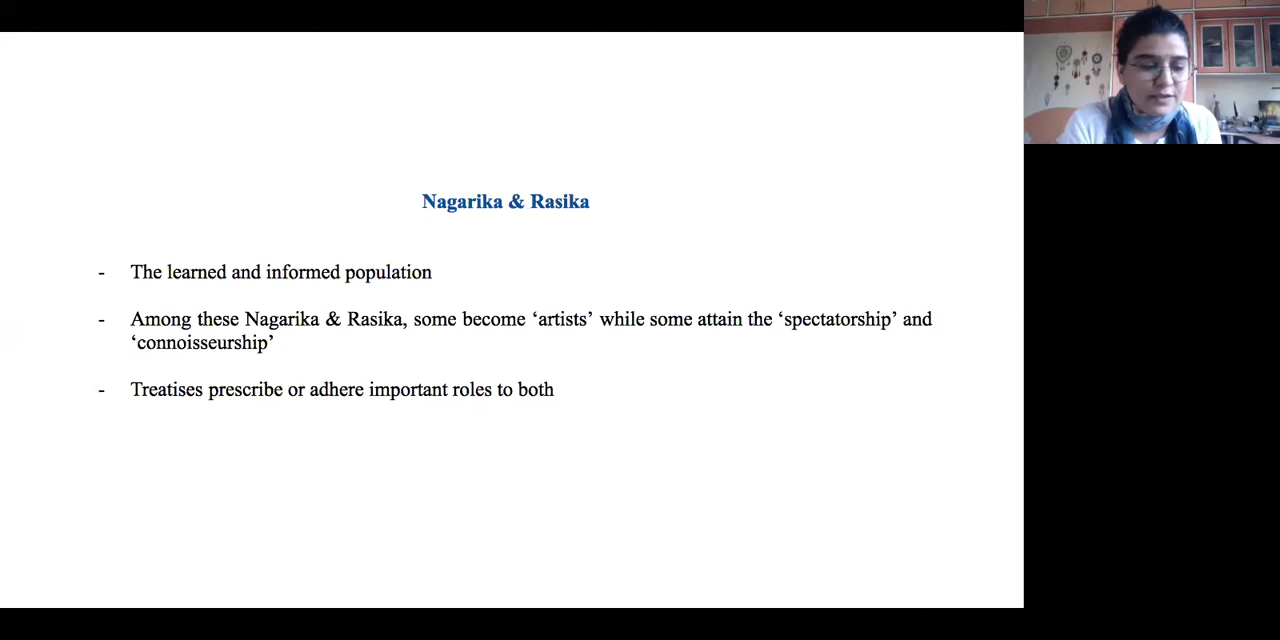 Nagarika & Rasika
- The learned and informed population
- Among these Nagarika & Rasika, some become ‘artists’ while some attain the ‘spectatorship’ and
‘connoisseurship’
- Treatises prescribe or adhere important roles to both